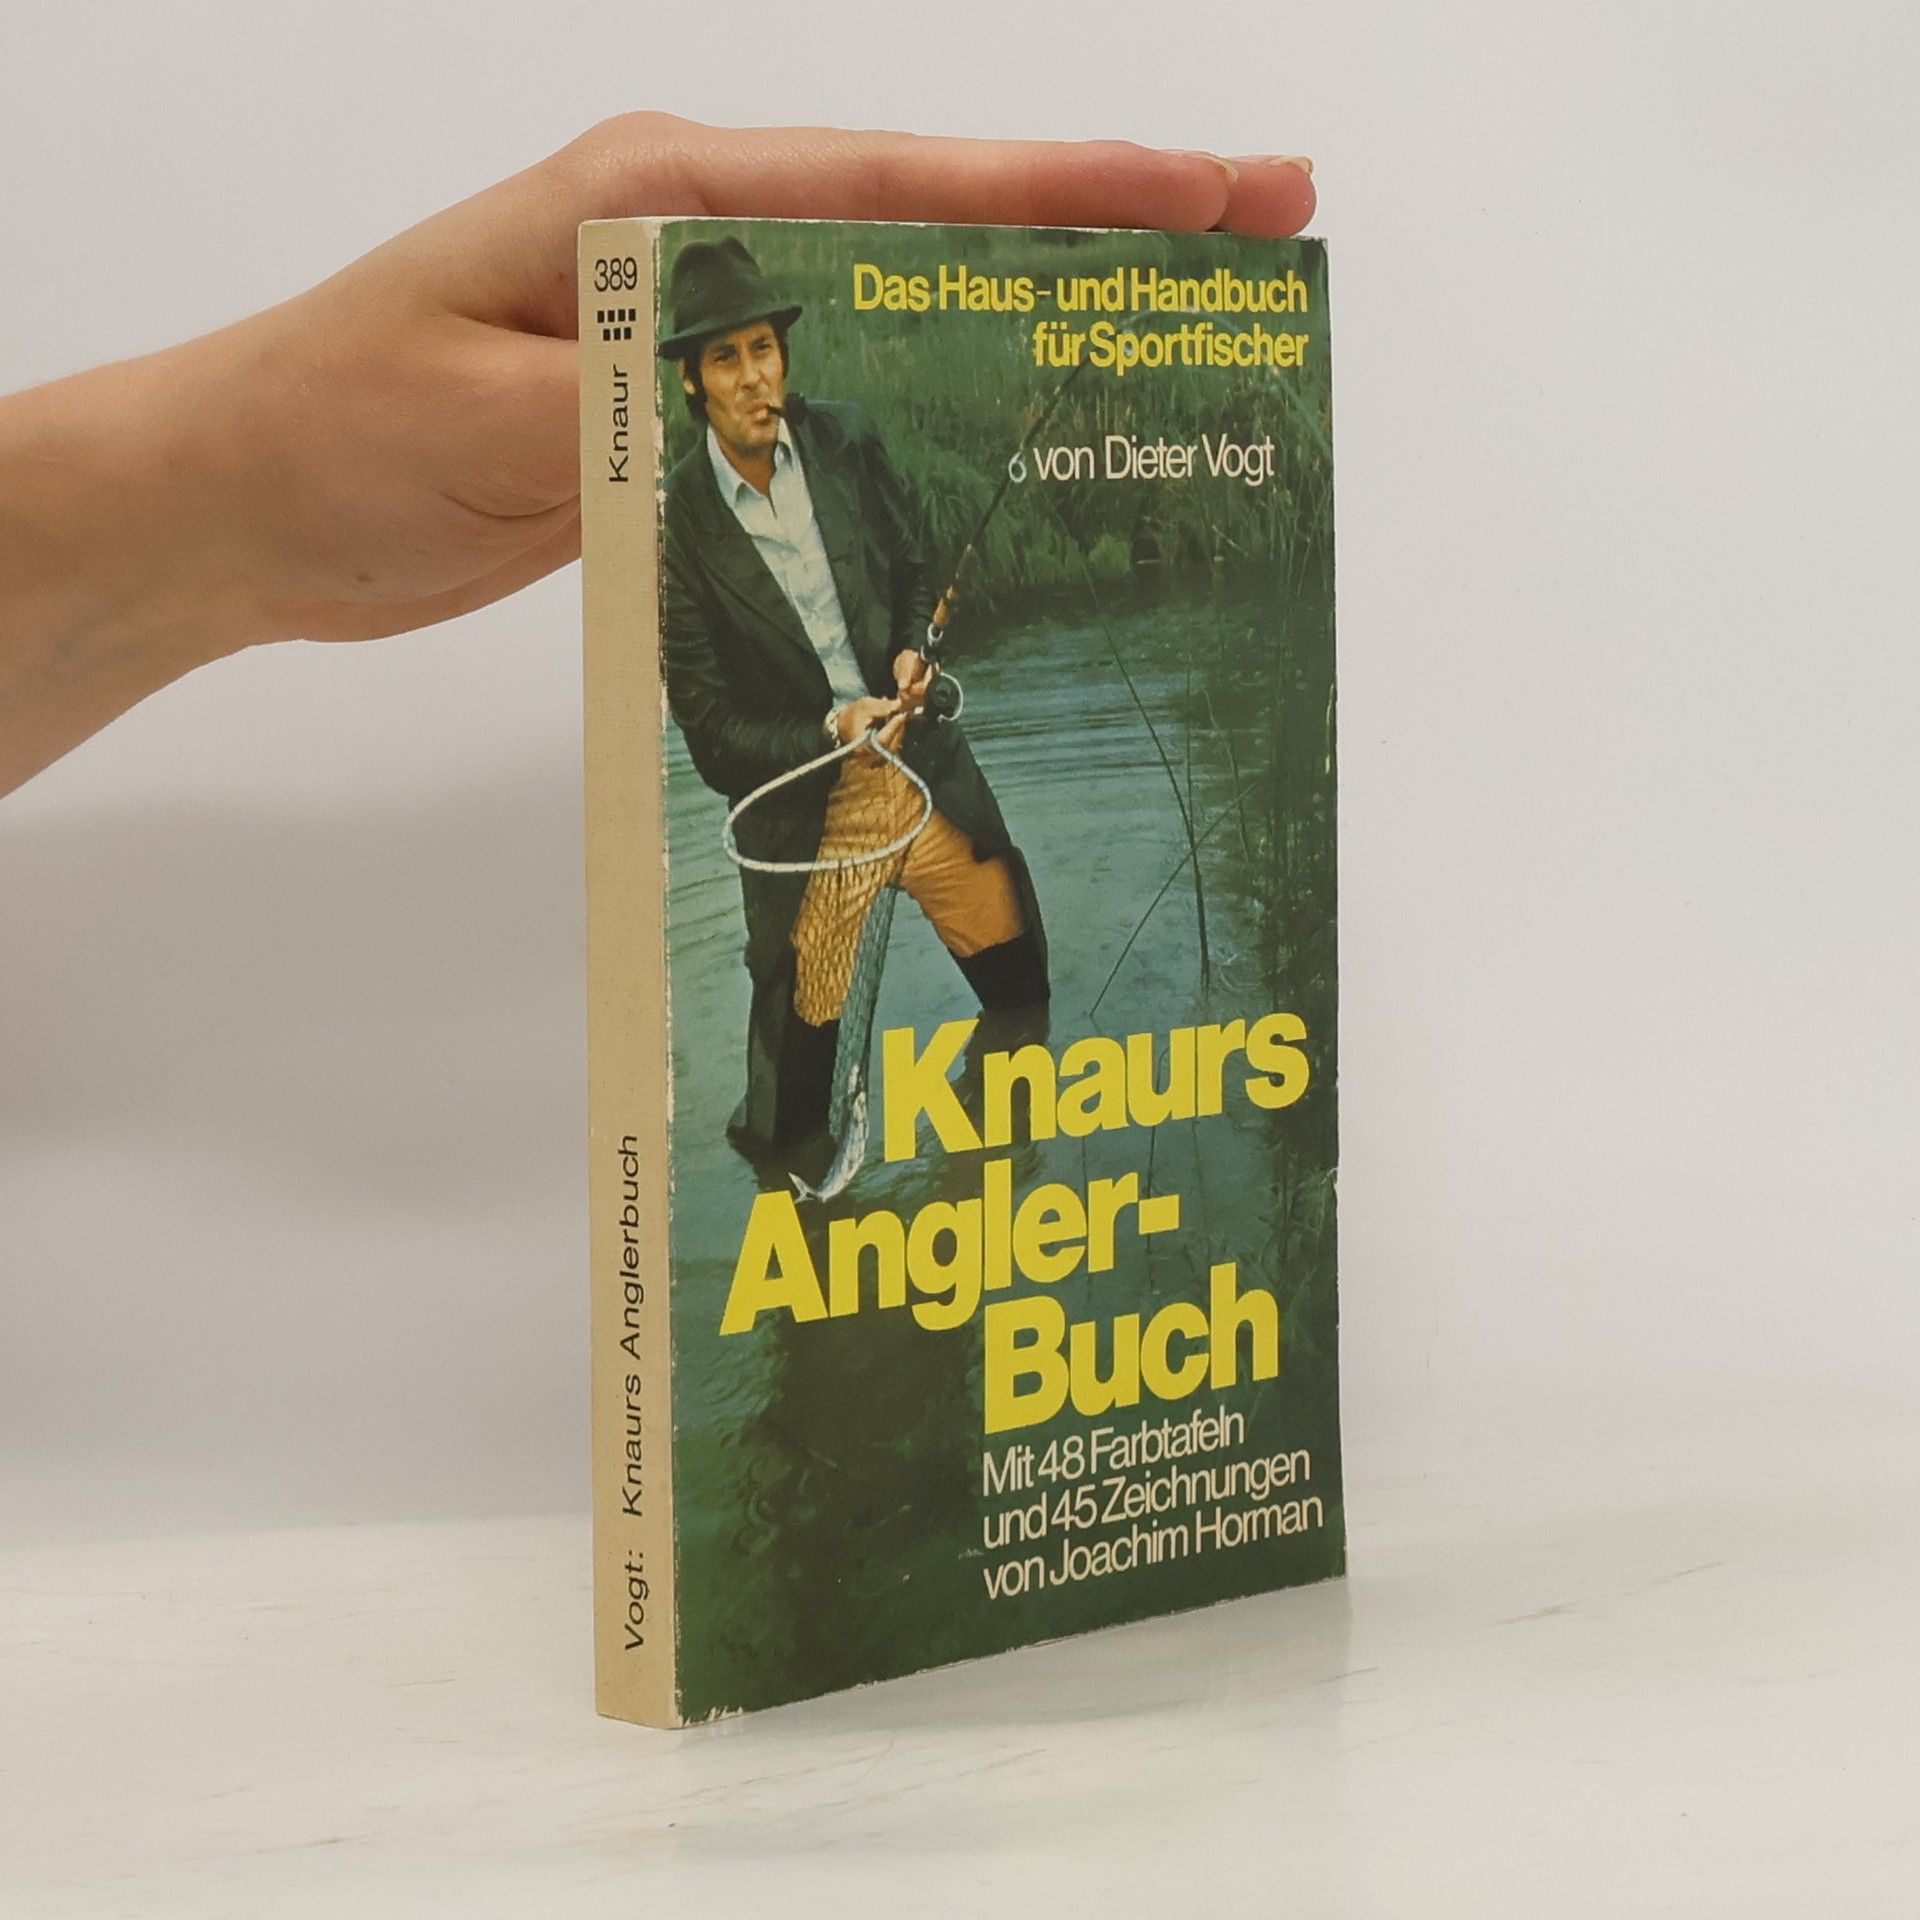 389
Knaur
Vogt: Knaurs Anglerbuch
Das Haus- und Handbuch
für Sportfischer
von Dieter Vogt
Knaurs
Angler-
Buch
Mit 48 Farbtafeln
und 45 Zeichnungen
von Joachim Horman